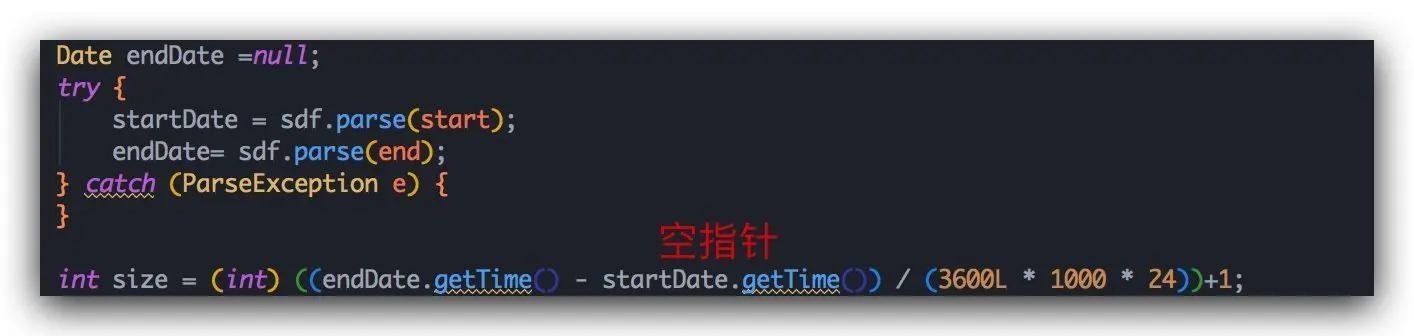 Date endDate =null;
try {
    startDate = sdf.parse(start);
    endDate= sdf.parse(end);
} catch (ParseException e) {
}
空指针
int size = (int) ((endDate.getTime() - startDate.getTime()) / (3600L * 1000 * 24))+1;